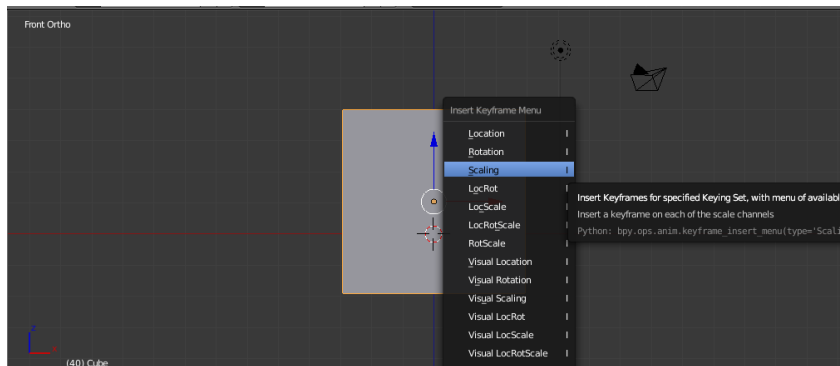 Front Ortho
Insert Keyframe Menu
Location I
Rotation I
Scaling I
LocRot I
LocScale I
LocRotScale I
RotScale I
Visual Location I
Visual Rotation I
Visual Scaling I
Visual LocRot I
Visual LocScale I
Visual LocRotScale I
Insert Keyframes for specified Keying Set, with menu of availabl
Insert a keyframe on each of the scale channels
Python: bpy.ops.anim.keyframe_insert_menu(type='Scali
z
x
(40) Cube